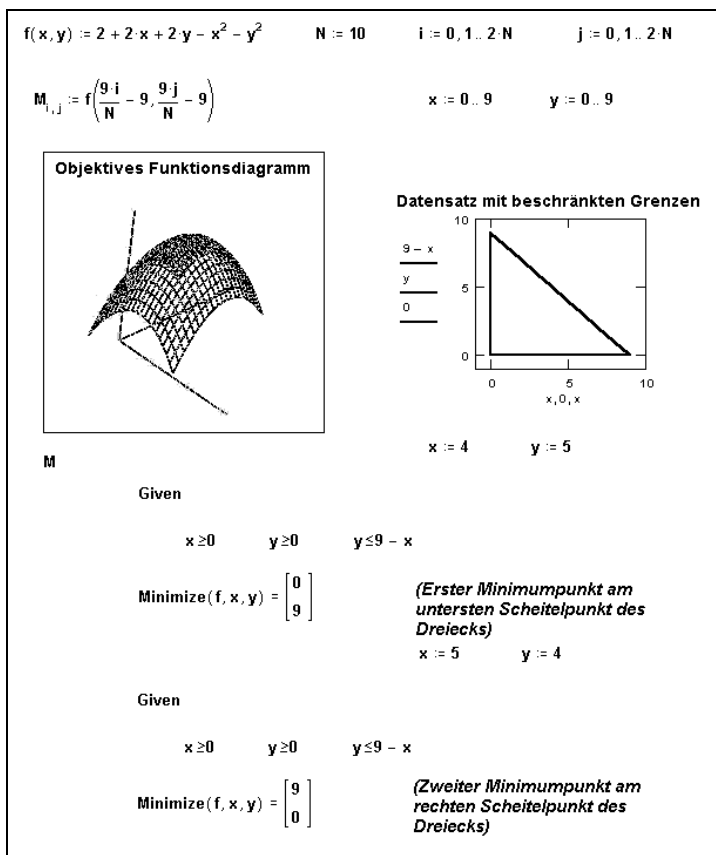 f(x,y) := 2 + 2·x + 2·y − x² − y² N := 10 i := 0, 1 .. 2·N j := 0, 1 .. 2·N
M i,j := f(9·i/N − 9, 9·j/N − 9) x := 0 .. 9 y := 0 .. 9
Objektives Funktionsdiagramm
Datensatz mit beschränkten Grenzen
10
9 − x
y
5
0
0
0 5 10
x,0,x
x := 4 y := 5
M
Given
x ≥ 0 y ≥ 0 y ≤ 9 − x
Minimize(f,x,y) = [0 9]
(Erster Minimumpunkt am
untersten Scheitelpunkt des
Dreiecks)
x := 5 y := 4
Given
x ≥ 0 y ≥ 0 y ≤ 9 − x
Minimize(f,x,y) = [9 0]
(Zweiter Minimumpunkt am
rechten Scheitelpunkt des
Dreiecks)